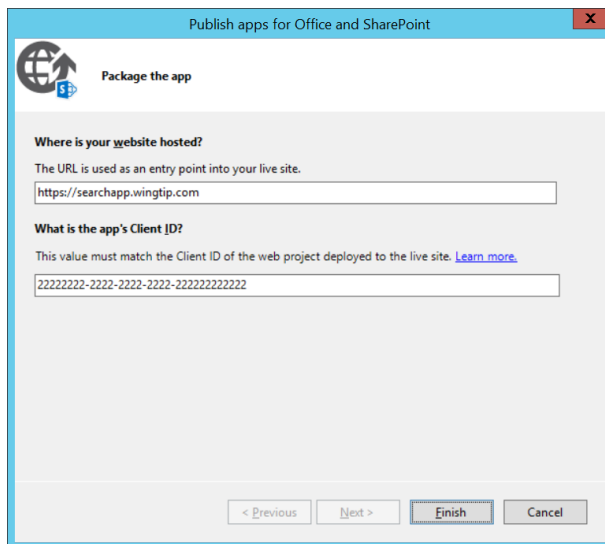 Publish apps for Office and SharePoint
X
Package the app
Where is your website hosted?
The URL is used as an entry point into your live site.
https://searchapp.wingtip.com
What is the app's Client ID?
This value must match the Client ID of the web project deployed to the live site. Learn more.
22222222-2222-2222-2222-222222222222
< Previous Next > Finish Cancel